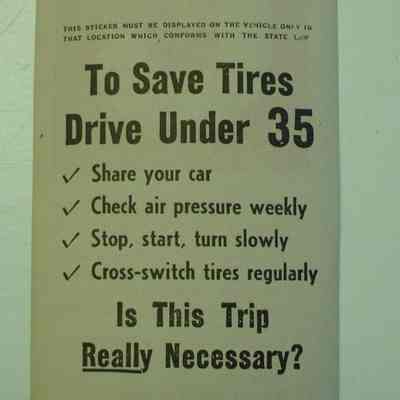 THIS STICKER MUST BE DISPLAYED ON THE VEHICLE ONLY IN
THAT LOCATION WHICH CONFORMS WITH THE STATE LAW
To Save Tires
Drive Under 35
✓ Share your car
✓ Check air pressure weekly
✓ Stop, start, turn slowly
✓ Cross-switch tires regularly
Is This Trip
Really Necessary?